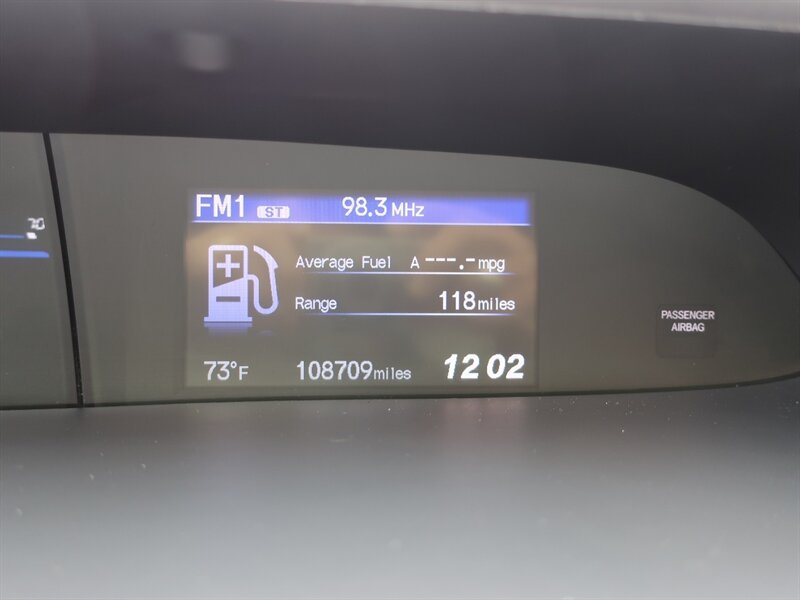 FM1 ST 98.3 MHz
Average Fuel A ---.- mpg
Range 118 miles
73°F 108709 miles 12 02
PASSENGER
AIRBAG